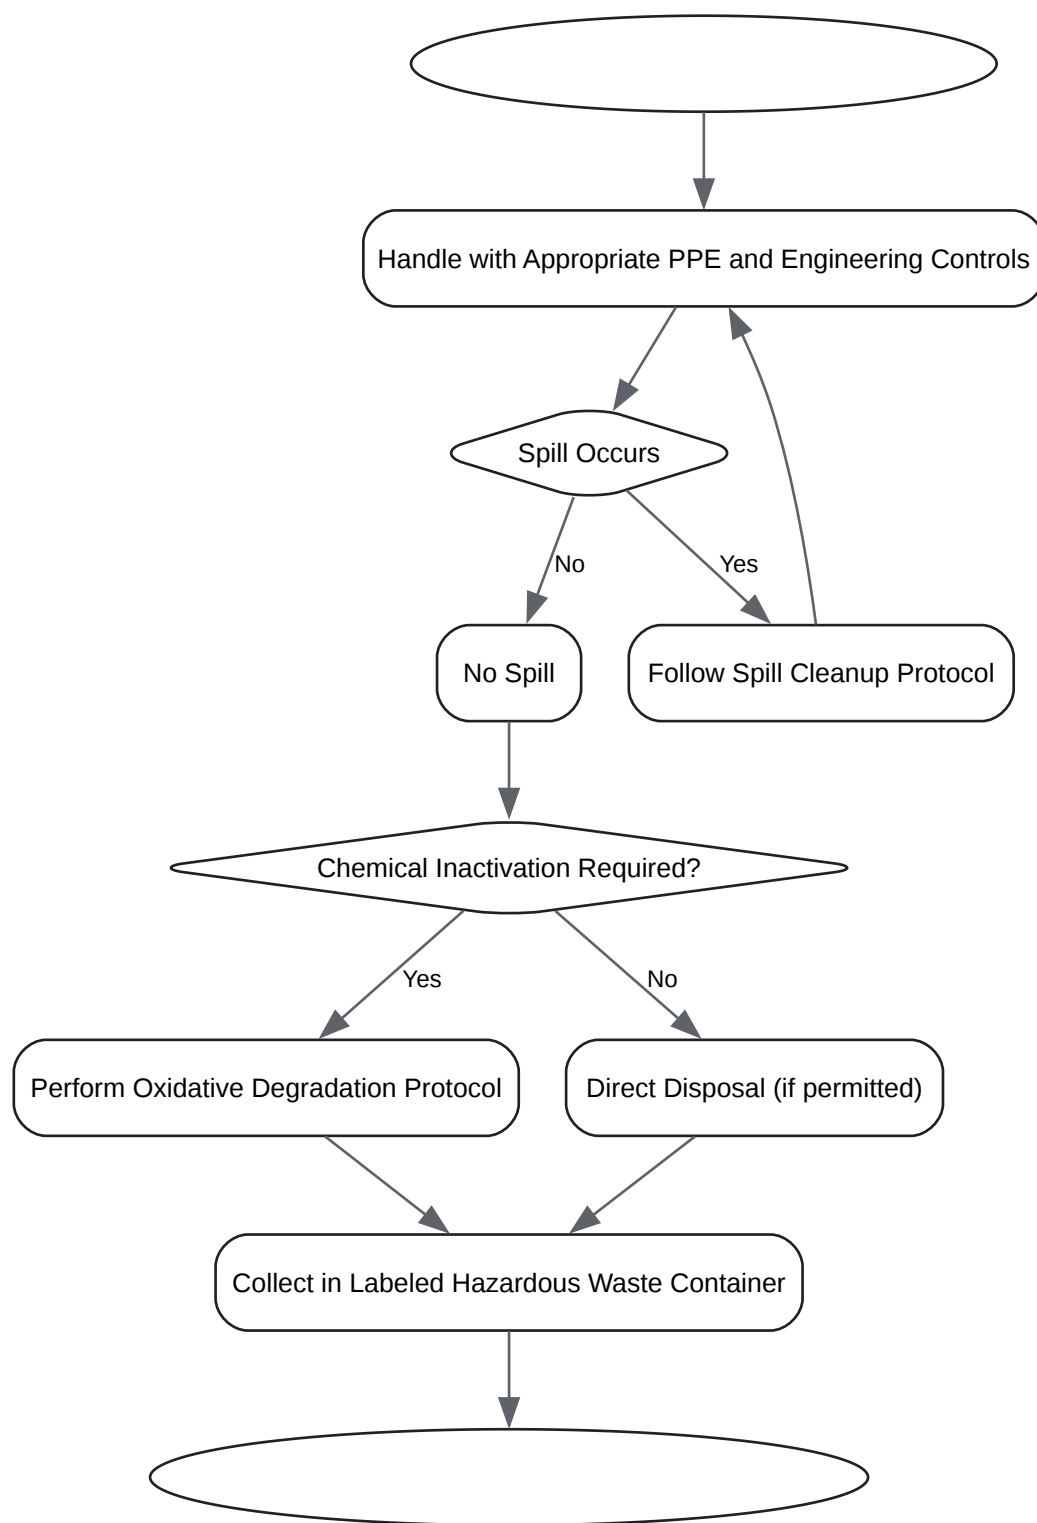 Handle with Appropriate PPE and Engineering Controls
Spill Occurs
No
Yes
No Spill
Follow Spill Cleanup Protocol
Chemical Inactivation Required?
Yes
No
Perform Oxidative Degradation Protocol
Direct Disposal (if permitted)
Collect in Labeled Hazardous Waste Container